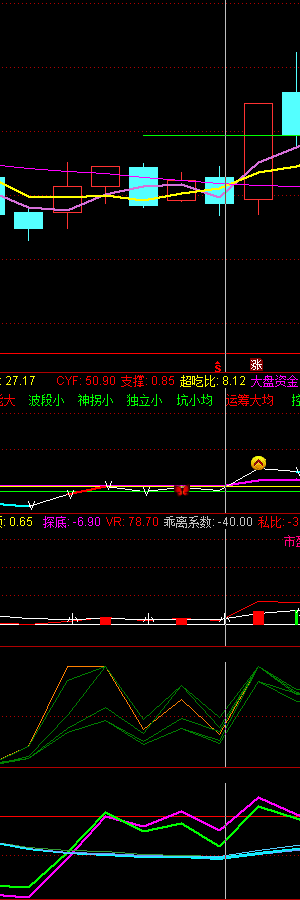 涨
: 27.17 CYF: 50.90 支撑: 0.85 超吃比: 8.12 大盘资金
大 波段小 神拐小 独立小 坑小均 运筹大均
: 0.65 探底: -6.90 VR: 78.70 乖离系数: -40.00 私比: -3
市